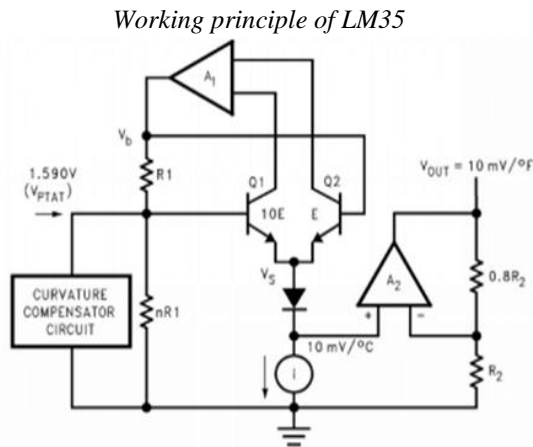 Working principle of LM35
A1
Vb
1.590V
(VPTAT)
R1
Q1
Q2
10E
E
VOUT = 10 mV/°F
A2
+
−
0.8R2
VS
CURVATURE
COMPENSATOR
CIRCUIT
nR1
10 mV/°C
i
R2